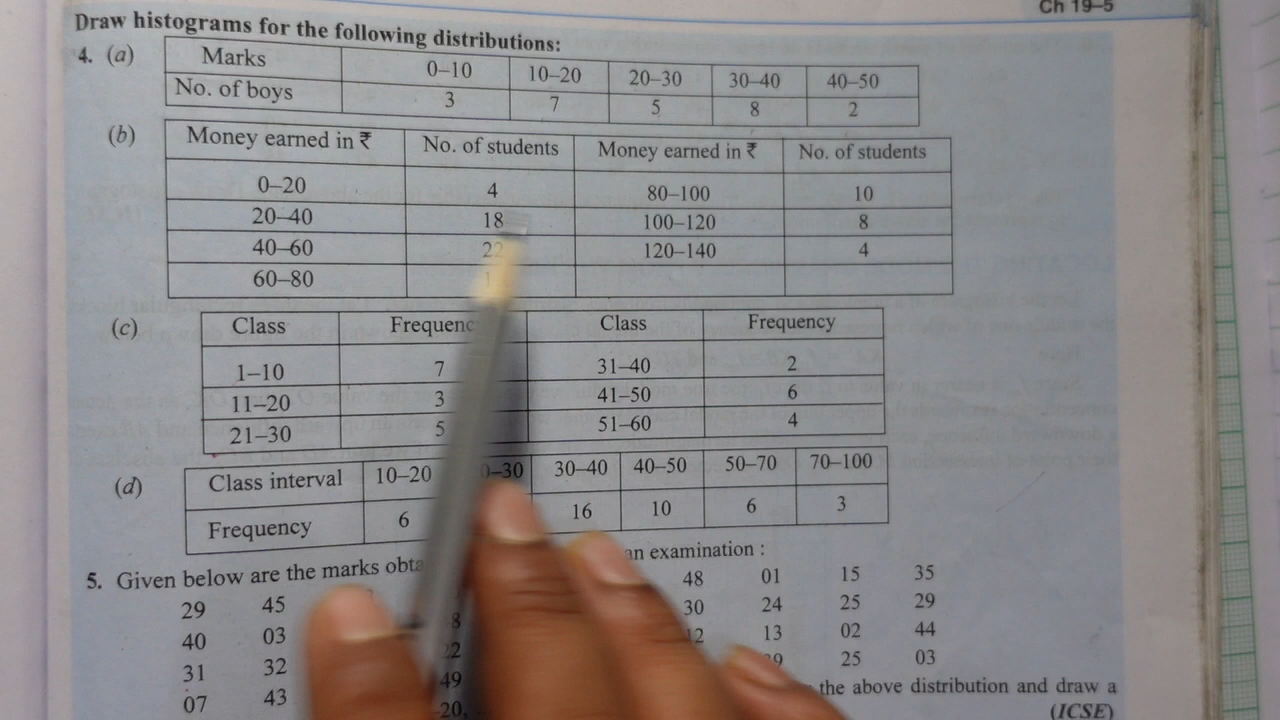 Ch 19–5
Draw histograms for the following distributions:
4. (a) Marks 0–10 10–20 20–30 30–40 40–50
No. of boys 3 7 5 8 2
(b) Money earned in ₹ No. of students Money earned in ₹ No. of students
0–20 4 80–100 10
20–40 18 100–120 8
40–60 22 120–140 4
60–80
(c) Class Class Frequency
1–10 7 31–40 2
11–20 3 41–50 6
21–30 5 51–60 4
(d) Class interval 10–20 30–40 40–50 50–70 70–100
Frequency 6 16 10 6 3
5. Given below are the marks an examination :
29 45 48 01 15 35
40 03 30 24 25 29
31 32 13 02 44
07 43 49 25 03
the above distribution and draw a
(ICSE)